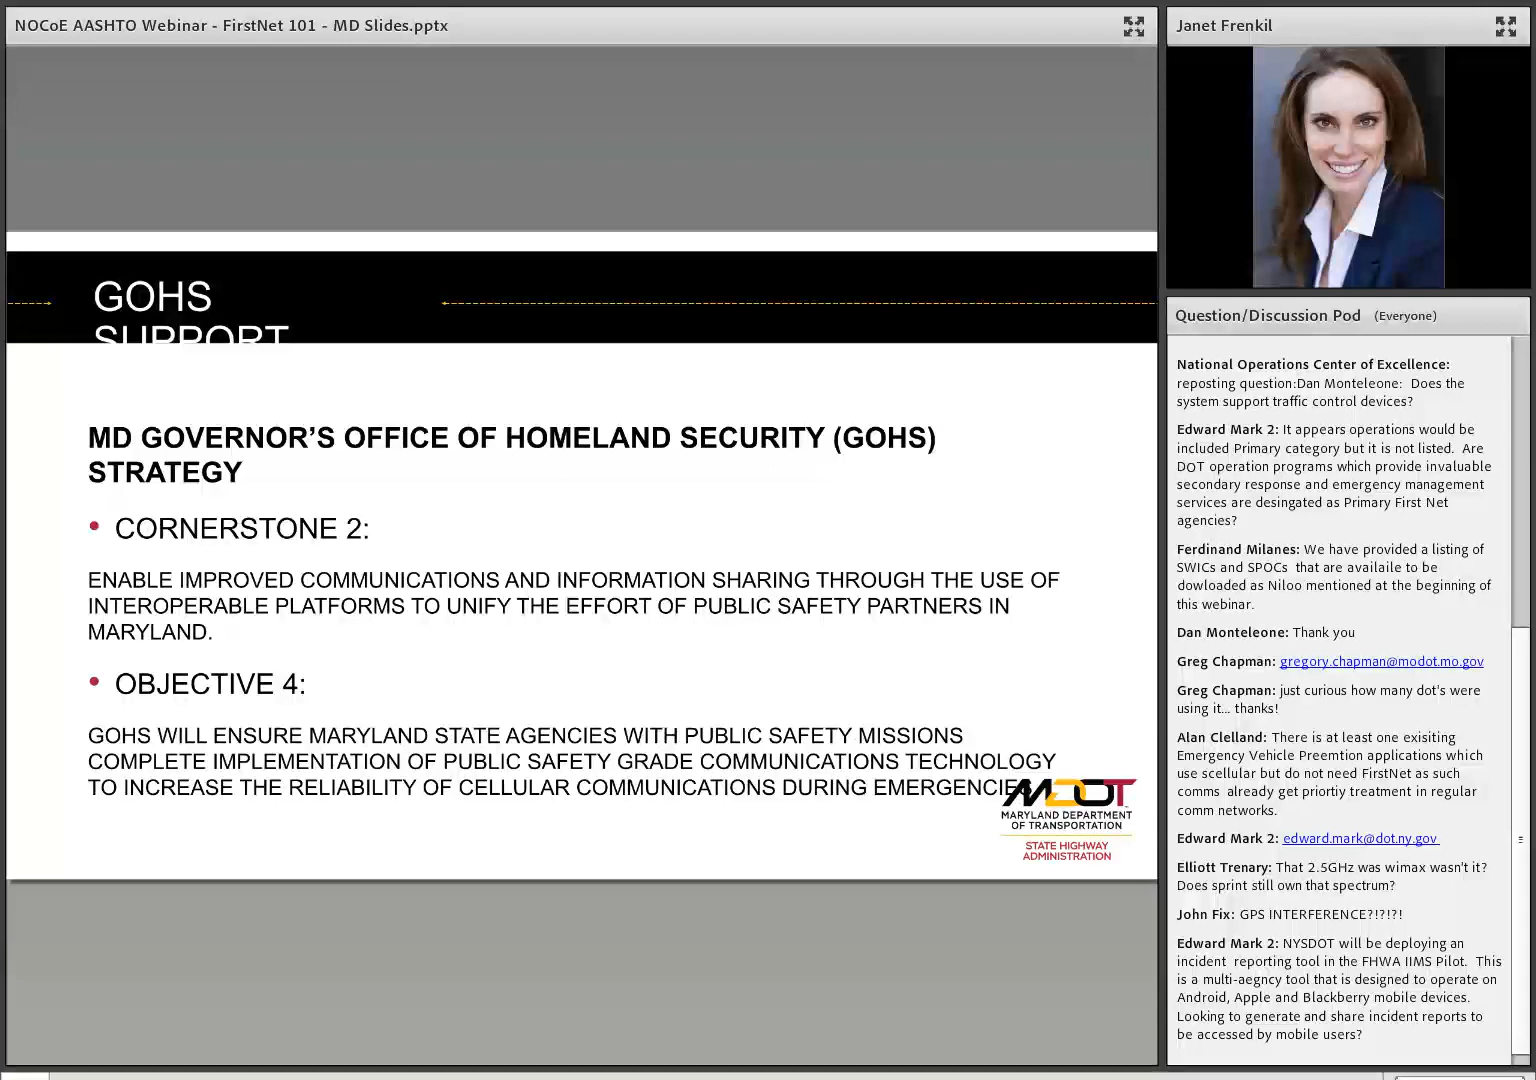 NOCoE AASHTO Webinar - FirstNet 101 - MD Slides.pptx
GOHS
SUPPORT
MD GOVERNOR’S OFFICE OF HOMELAND SECURITY (GOHS)
STRATEGY
• CORNERSTONE 2:
ENABLE IMPROVED COMMUNICATIONS AND INFORMATION SHARING THROUGH THE USE OF
INTEROPERABLE PLATFORMS TO UNIFY THE EFFORT OF PUBLIC SAFETY PARTNERS IN
MARYLAND.
• OBJECTIVE 4:
GOHS WILL ENSURE MARYLAND STATE AGENCIES WITH PUBLIC SAFETY MISSIONS
COMPLETE IMPLEMENTATION OF PUBLIC SAFETY GRADE COMMUNICATIONS TECHNOLOGY
TO INCREASE THE RELIABILITY OF CELLULAR COMMUNICATIONS DURING EMERGENCIES
MDOT
MARYLAND DEPARTMENT
OF TRANSPORTATION
STATE HIGHWAY
ADMINISTRATION
Janet Frenkil
Question/Discussion Pod (Everyone)
National Operations Center of Excellence:
reposting question:Dan Monteleone: Does the
system support traffic control devices?
Edward Mark 2: It appears operations would be
included Primary category but it is not listed. Are
DOT operation programs which provide invaluable
secondary response and emergency management
services are desingated as Primary First Net
agencies?
Ferdinand Milanes: We have provided a listing of
SWICs and SPOCs that are availaile to be
dowloaded as Niloo mentioned at the beginning of
this webinar.
Dan Monteleone: Thank you
Greg Chapman: gregory.chapman@modot.mo.gov
Greg Chapman: just curious how many dot's were
using it... thanks!
Alan Clelland: There is at least one exisiting
Emergency Vehicle Preemtion applications which
use scellular but do not need FirstNet as such
comms already get priortiy treatment in regular
comm networks.
Edward Mark 2: edward.mark@dot.ny.gov
Elliott Trenary: That 2.5GHz was wimax wasn't it?
Does sprint still own that spectrum?
John Fix: GPS INTERFERENCE?!?!?!
Edward Mark 2: NYSDOT will be deploying an
incident reporting tool in the FHWA IIMS Pilot. This
is a multi-aegncy tool that is designed to operate on
Android, Apple and Blackberry mobile devices.
Looking to generate and share incident reports to
be accessed by mobile users?